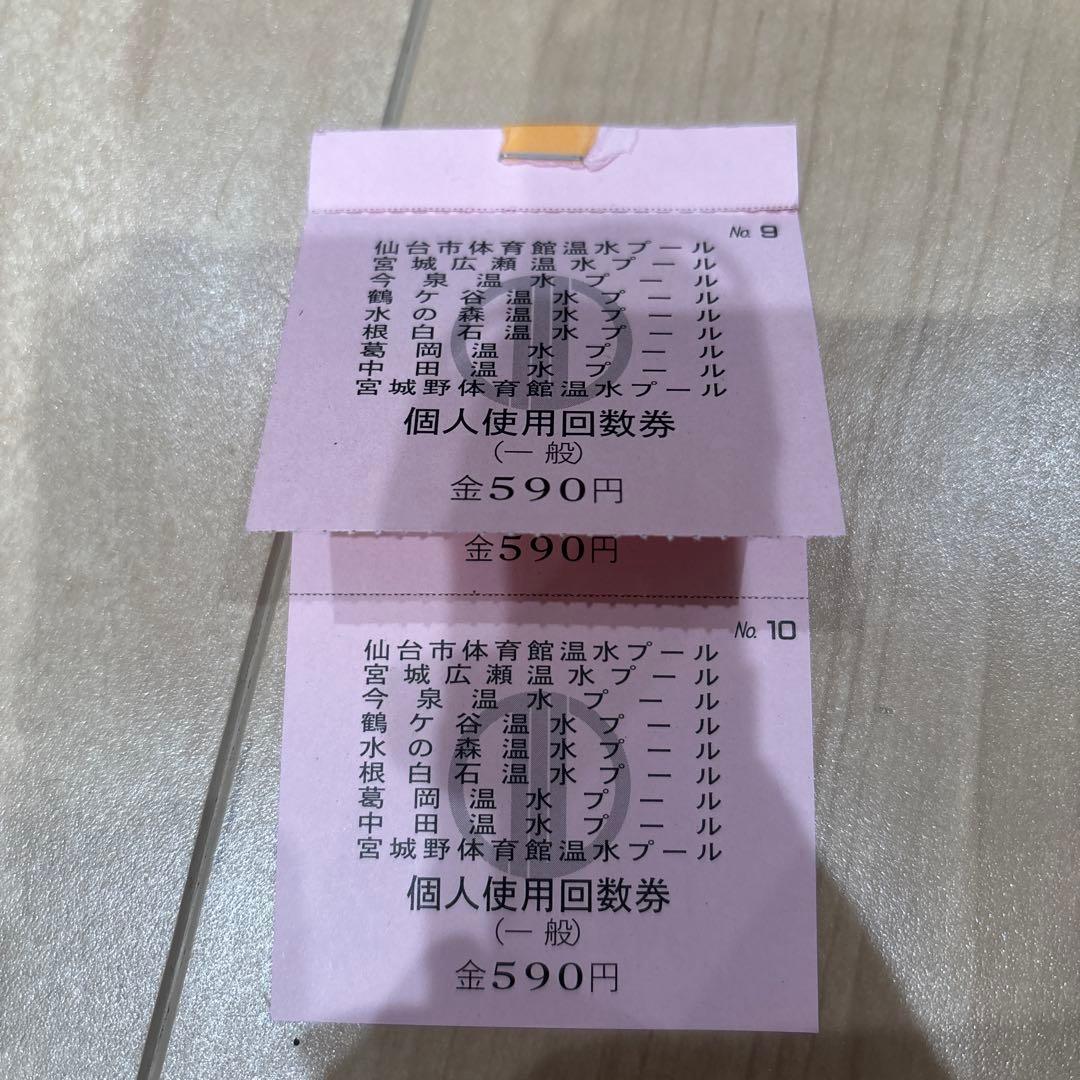 No. 9
仙台市体育館温水プール
宮城広瀬温水プール
今泉温水プール
鶴ケ谷温水プール
水の森温水プール
根白石温水プール
葛岡温水プール
中田温水プール
宮城野体育館温水プール
個人使用回数券
(一般)
金590円
金590円
No. 10
仙台市体育館温水プール
宮城広瀬温水プール
今泉温水プール
鶴ケ谷温水プール
水の森温水プール
根白石温水プール
葛岡温水プール
中田温水プール
宮城野体育館温水プール
個人使用回数券
(一般)
金590円